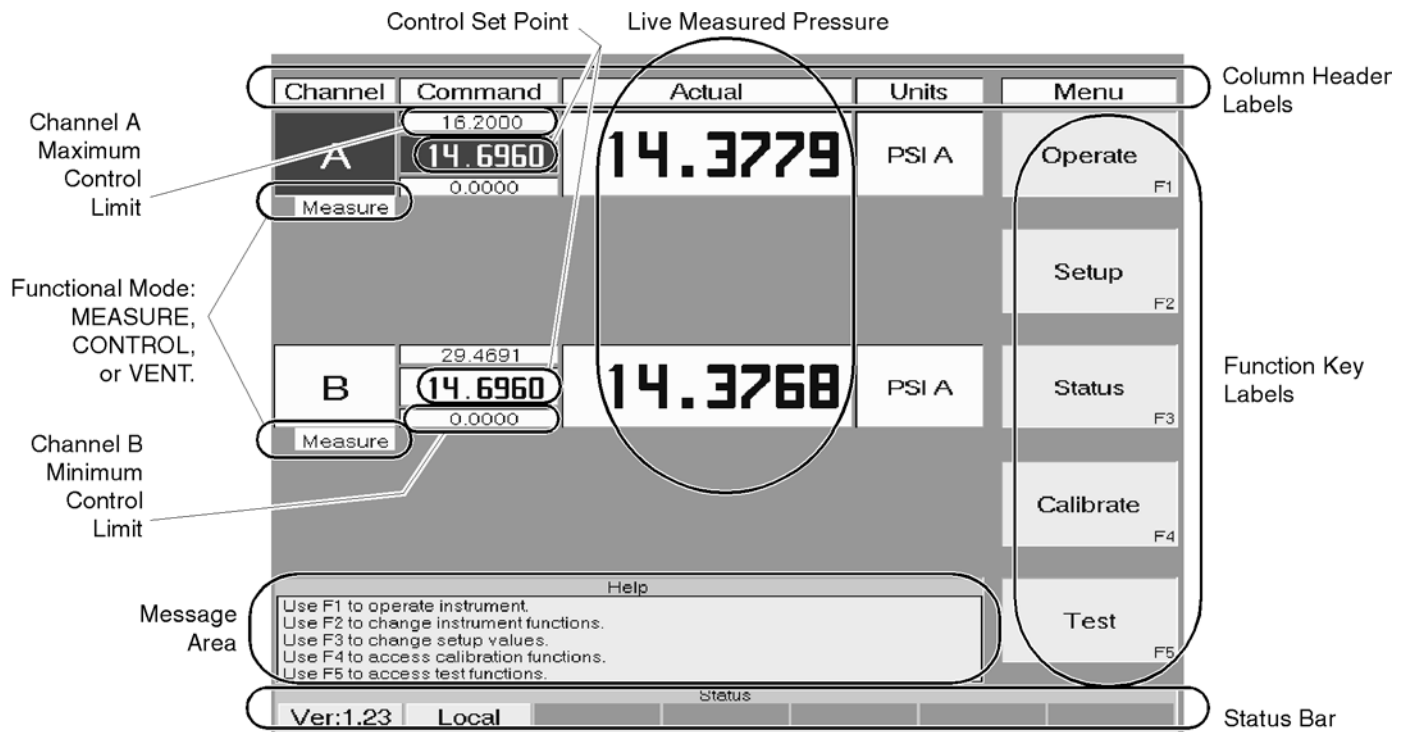 Control Set Point
Live Measured Pressure
Column Header
Labels
Channel
Command
Actual
Units
Menu
Channel A
Maximum
Control
Limit
A
16.2000
14.6960
0.0000
14.3779
PSI A
Operate
F1
Measure
Setup
F2
Functional Mode:
MEASURE,
CONTROL,
or VENT.
B
29.4691
14.6960
0.0000
14.3768
PSI A
Status
F3
Function Key
Labels
Measure
Channel B
Minimum
Control
Limit
Calibrate
F4
Message
Area
Help
Use F1 to operate instrument.
Use F2 to change instrument functions.
Use F3 to change setup values.
Use F4 to access calibration functions.
Use F5 to access test functions.
Test
F5
Status
Ver:1.23
Local
Status Bar